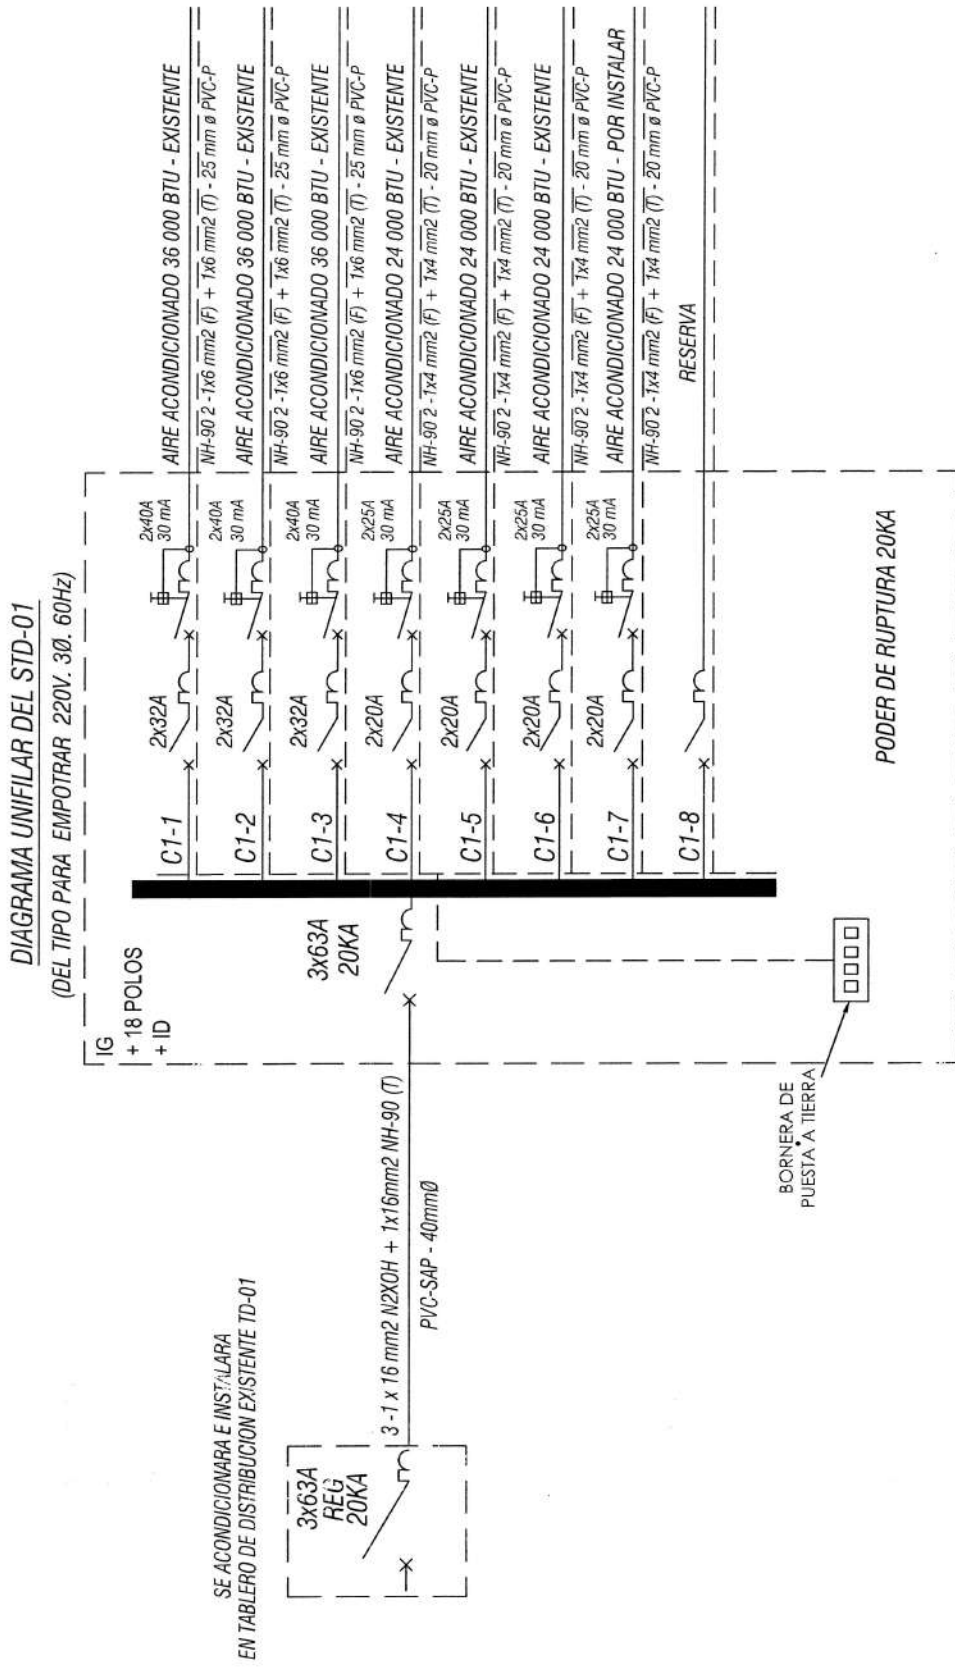 DIAGRAMA UNIFILAR DEL STD-01
(DEL TIPO PARA EMPOTRAR 220V. 3Ø. 60Hz)
IG
+ 18 POLOS
+ ID
SE ACONDICIONARA E INSTALARA
EN TABLERO DE DISTRIBUCION EXISTENTE TD-01
3x63A
REG
20KA
3-1 x 16 mm2 N2XOH + 1x16mm2 NH-90 (T)
PVC-SAP - 40mmØ
3x63A
20KA
C1-1
2x32A
2x40A
30 mA
AIRE ACONDICIONADO 36 000 BTU - EXISTENTE
NH-90 2 -1x6 mm2 (F) + 1x6 mm2 (T) - 25 mm ø PVC-P
C1-2
2x32A
2x40A
30 mA
AIRE ACONDICIONADO 36 000 BTU - EXISTENTE
NH-90 2 -1x6 mm2 (F) + 1x6 mm2 (T) - 25 mm ø PVC-P
C1-3
2x32A
2x40A
30 mA
AIRE ACONDICIONADO 36 000 BTU - EXISTENTE
NH-90 2 -1x6 mm2 (F) + 1x6 mm2 (T) - 25 mm ø PVC-P
C1-4
2x20A
2x25A
30 mA
AIRE ACONDICIONADO 24 000 BTU - EXISTENTE
NH-90 2 -1x4 mm2 (F) + 1x4 mm2 (T) - 20 mm ø PVC-P
C1-5
2x20A
2x25A
30 mA
AIRE ACONDICIONADO 24 000 BTU - EXISTENTE
NH-90 2 -1x4 mm2 (F) + 1x4 mm2 (T) - 20 mm ø PVC-P
C1-6
2x20A
2x25A
30 mA
AIRE ACONDICIONADO 24 000 BTU - EXISTENTE
NH-90 2 -1x4 mm2 (F) + 1x4 mm2 (T) - 20 mm ø PVC-P
C1-7
2x20A
2x25A
30 mA
AIRE ACONDICIONADO 24 000 BTU - POR INSTALAR
NH-90 2 -1x4 mm2 (F) + 1x4 mm2 (T) - 20 mm ø PVC-P
C1-8
RESERVA
BORNERA DE
PUESTA A TIERRA
PODER DE RUPTURA 20KA